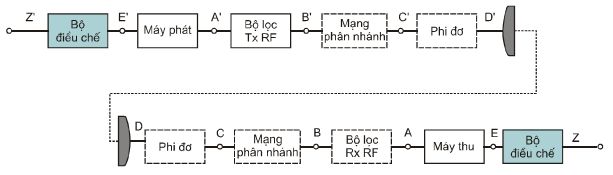 Z'
Bộ
điều chế
E'
Máy phát
A'
Bộ lọc
Tx RF
B'
Mạng
phân nhánh
C'
Phi đơ
D'
D
Phi đơ
C
Mạng
phân nhánh
B
Bộ lọc
Rx RF
A
Máy thu
E
Bộ
điều chế
Z